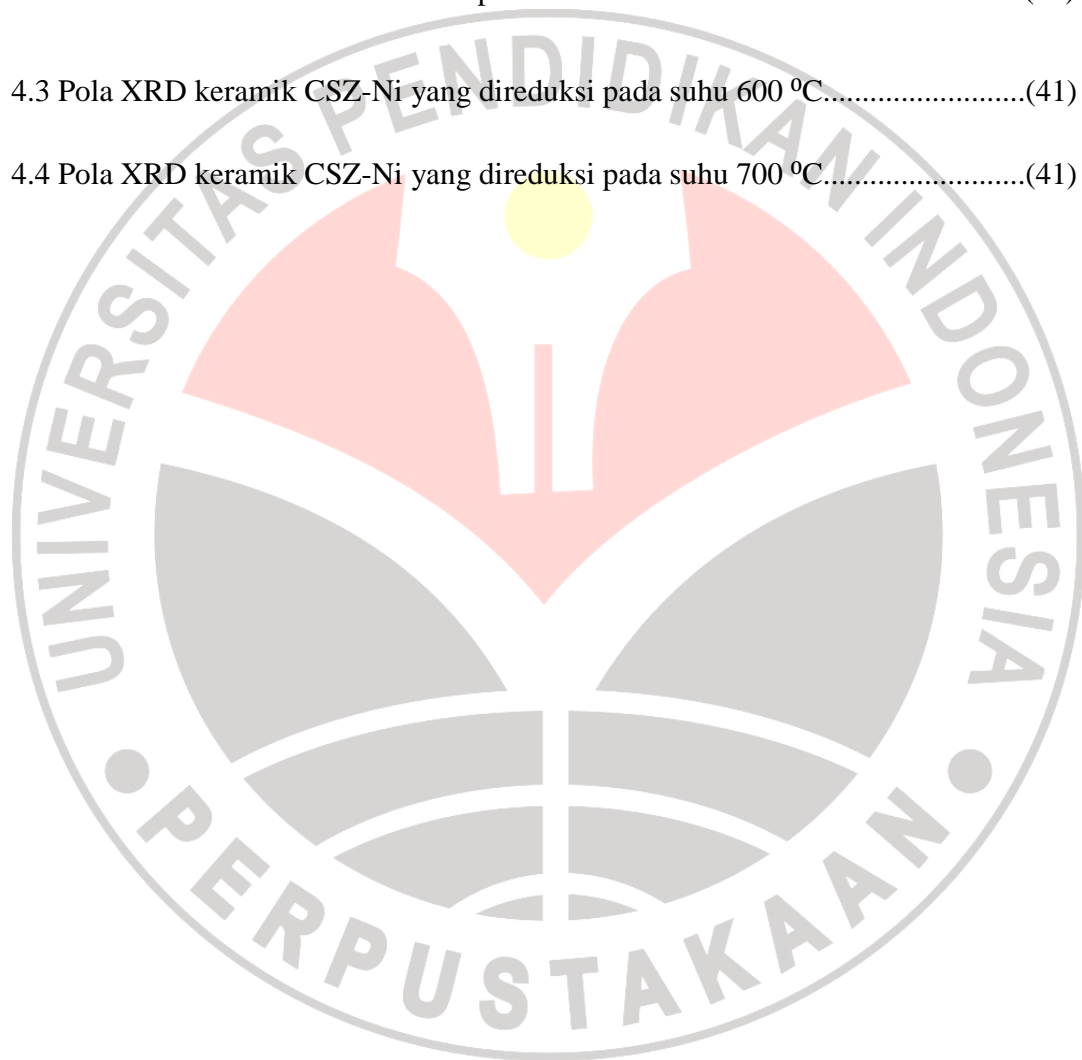 4.3 Pola XRD keramik CSZ-Ni yang direduksi pada suhu 600 ⁰C..........................(41)
4.4 Pola XRD keramik CSZ-Ni yang direduksi pada suhu 700 ⁰C..........................(41)
UNIVERSITAS PENDIDIKAN INDONESIA
PERPUSTAKAAN